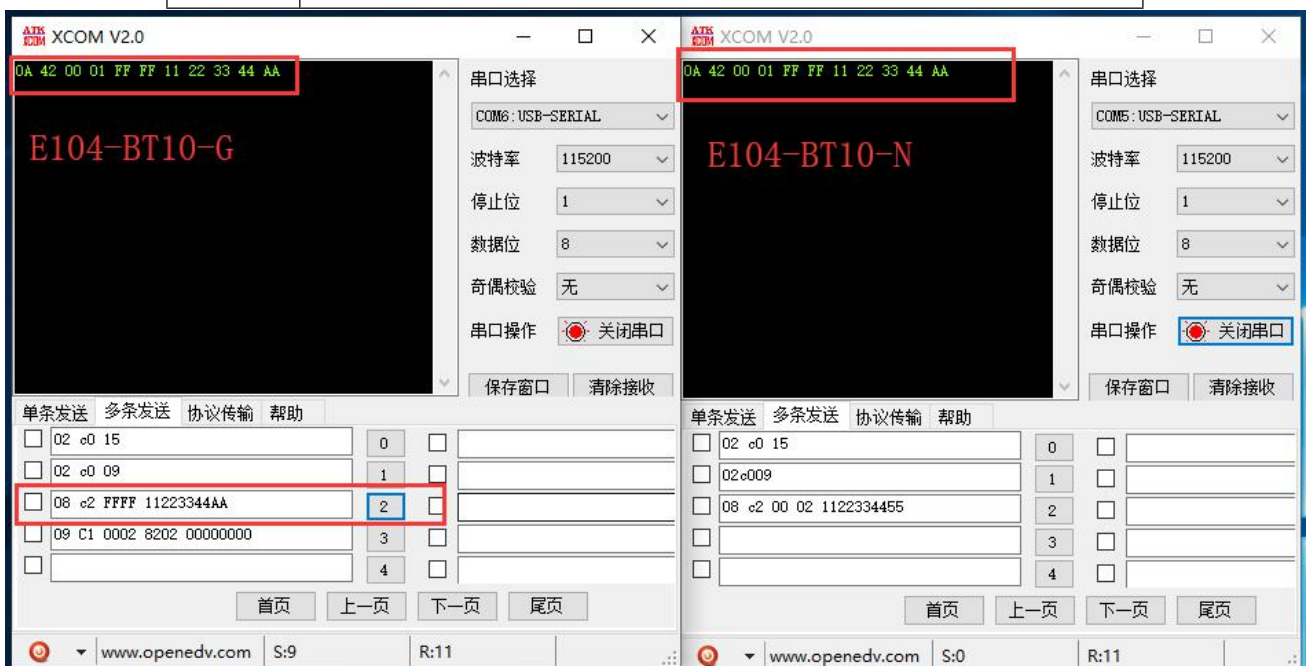 XCOM V2.0
0A 42 00 01 FF FF 11 22 33 44 AA
E104-BT10-G
串口选择
COM6:USB-SERIAL
波特率 115200
停止位 1
数据位 8
奇偶校验 无
串口操作 关闭串口
保存窗口 清除接收
单条发送 多条发送 协议传输 帮助
02 c0 15 0
02 c0 09 1
08 c2 FFFF 11223344AA 2
09 C1 0002 8202 00000000 3
4
首页 上一页 下一页 尾页
www.openedv.com S:9 R:11
XCOM V2.0
0A 42 00 01 FF FF 11 22 33 44 AA
E104-BT10-N
串口选择
COM5:USB-SERIAL
波特率 115200
停止位 1
数据位 8
奇偶校验 无
串口操作 关闭串口
保存窗口 清除接收
单条发送 多条发送 协议传输 帮助
02 c0 15 0
02c009 1
08 c2 00 02 1122334455 2
3
4
首页 上一页 下一页 尾页
www.openedv.com S:0 R:11